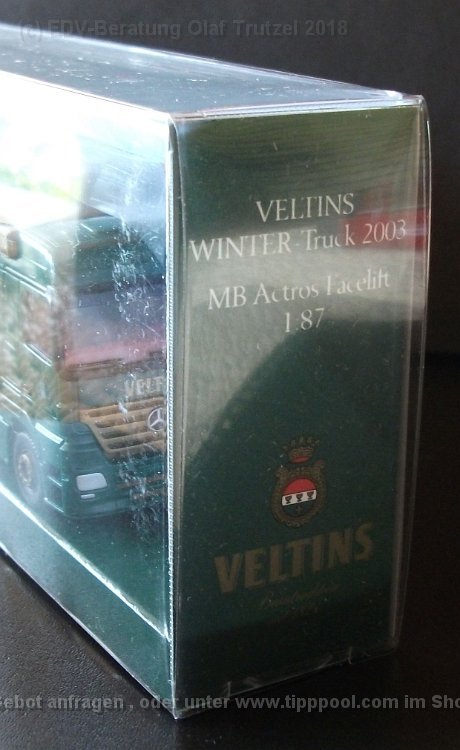 (c) EDV-Beratung Olaf Trutzel 2018
VELTINS
WINTER-Truck 2003
MB Actros Facelift
1:87
VELTINS
VELTINS
ebot anfragen , oder unter www.tipppool.com im Sho